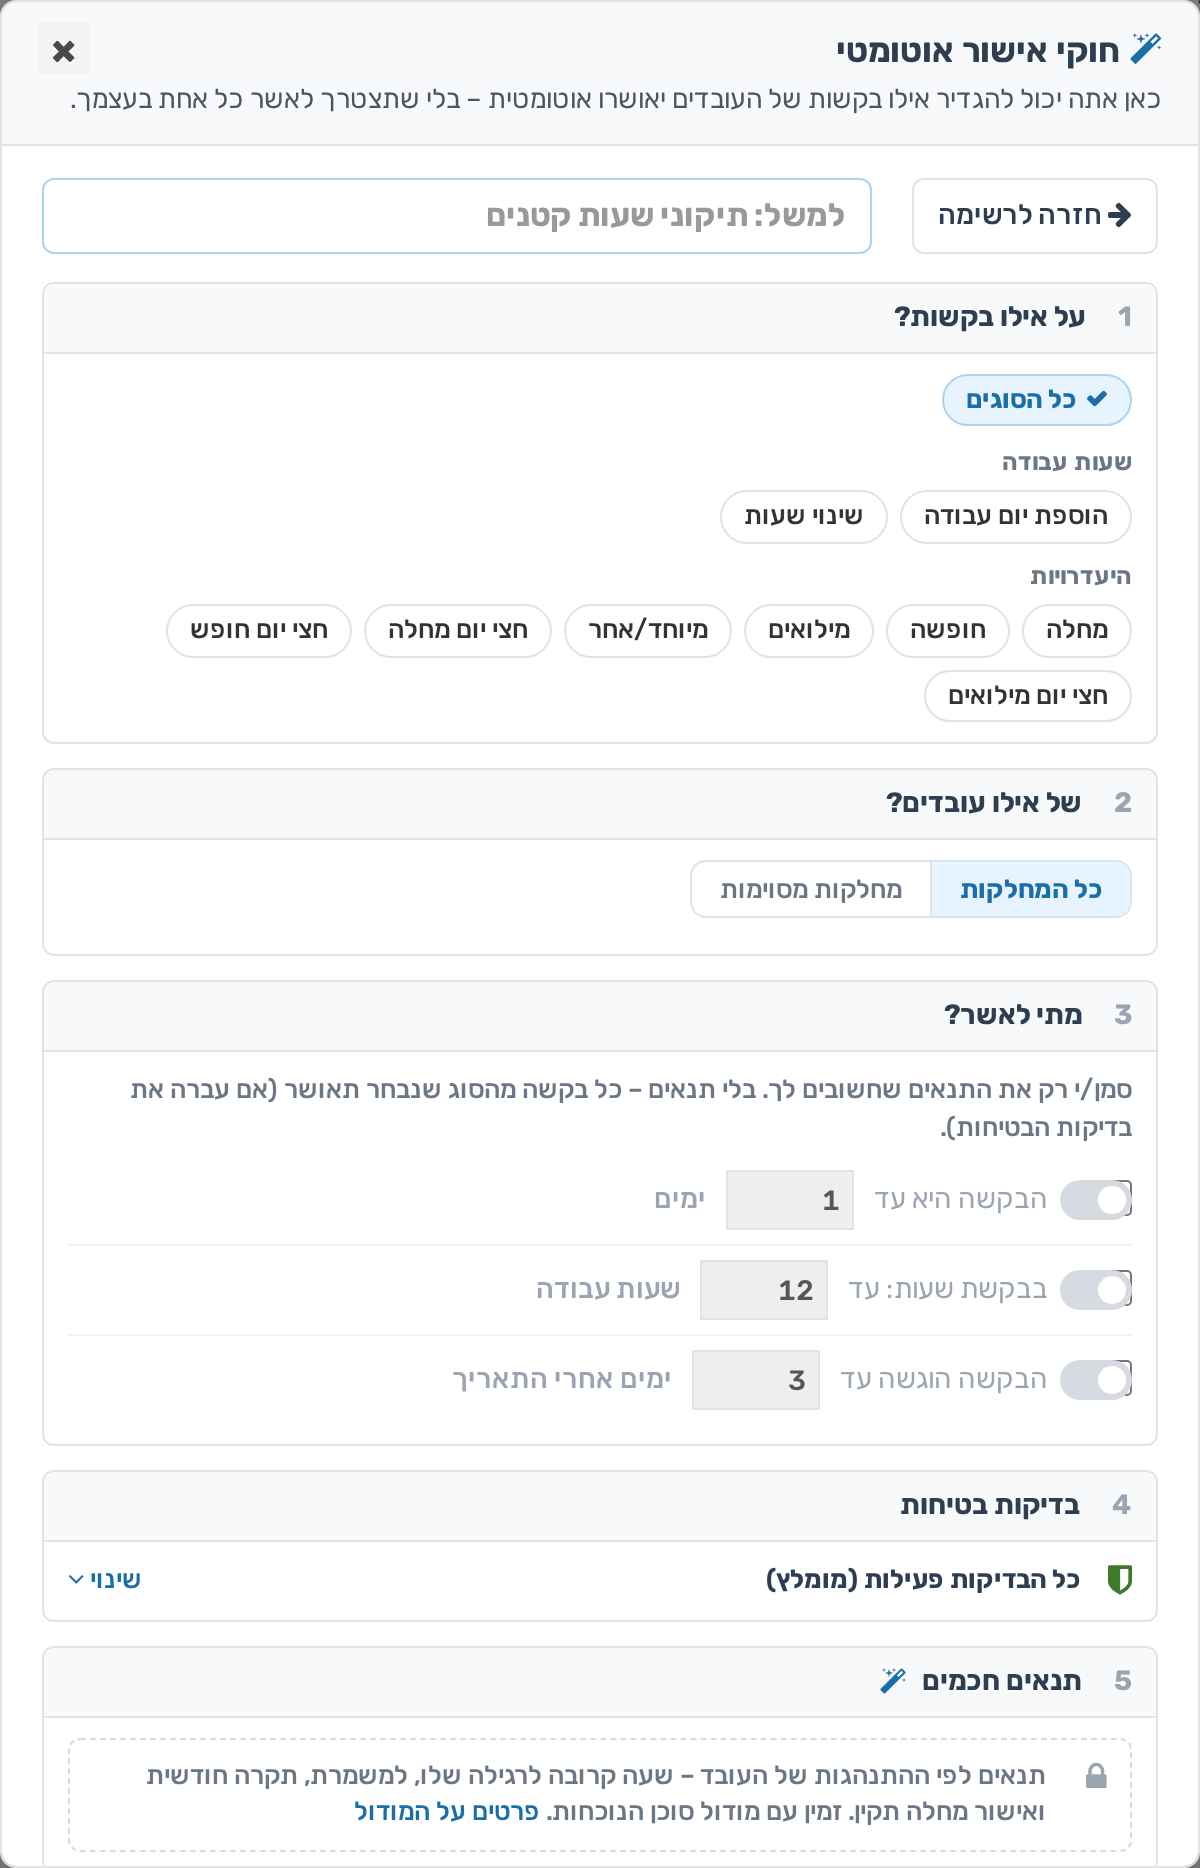 חוקי אישור אוטומטי
כאן אתה יכול להגדיר אילו בקשות של העובדים יאושרו אוטומטית – בלי שתצטרך לאשר כל אחת בעצמך.
חזרה לרשימה
למשל: תיקוני שעות קטנים
1 על אילו בקשות?
כל הסוגים
שעות עבודה
הוספת יום עבודה שינוי שעות
היעדרויות
מחלה חופשה מילואים מיוחד/אחר חצי יום מחלה חצי יום חופש
חצי יום מילואים
2 של אילו עובדים?
כל המחלקות מחלקות מסוימות
3 מתי לאשר?
סמן/י רק את התנאים שחשובים לך. בלי תנאים – כל בקשה מהסוג שנבחר תאושר (אם עברה את
בדיקות הבטיחות).
הבקשה היא עד 1 ימים
בבקשת שעות: עד 12 שעות עבודה
הבקשה הוגשה עד 3 ימים אחרי התאריך
4 בדיקות בטיחות
כל הבדיקות פעילות (מומלץ) שינוי
5 תנאים חכמים
תנאים לפי ההתנהגות של העובד – שעה קרובה לרגילה שלו, למשמרת, תקרה חודשית
ואישור מחלה תקין. זמין עם מודול סוכן הנוכחות. פרטים על המודול